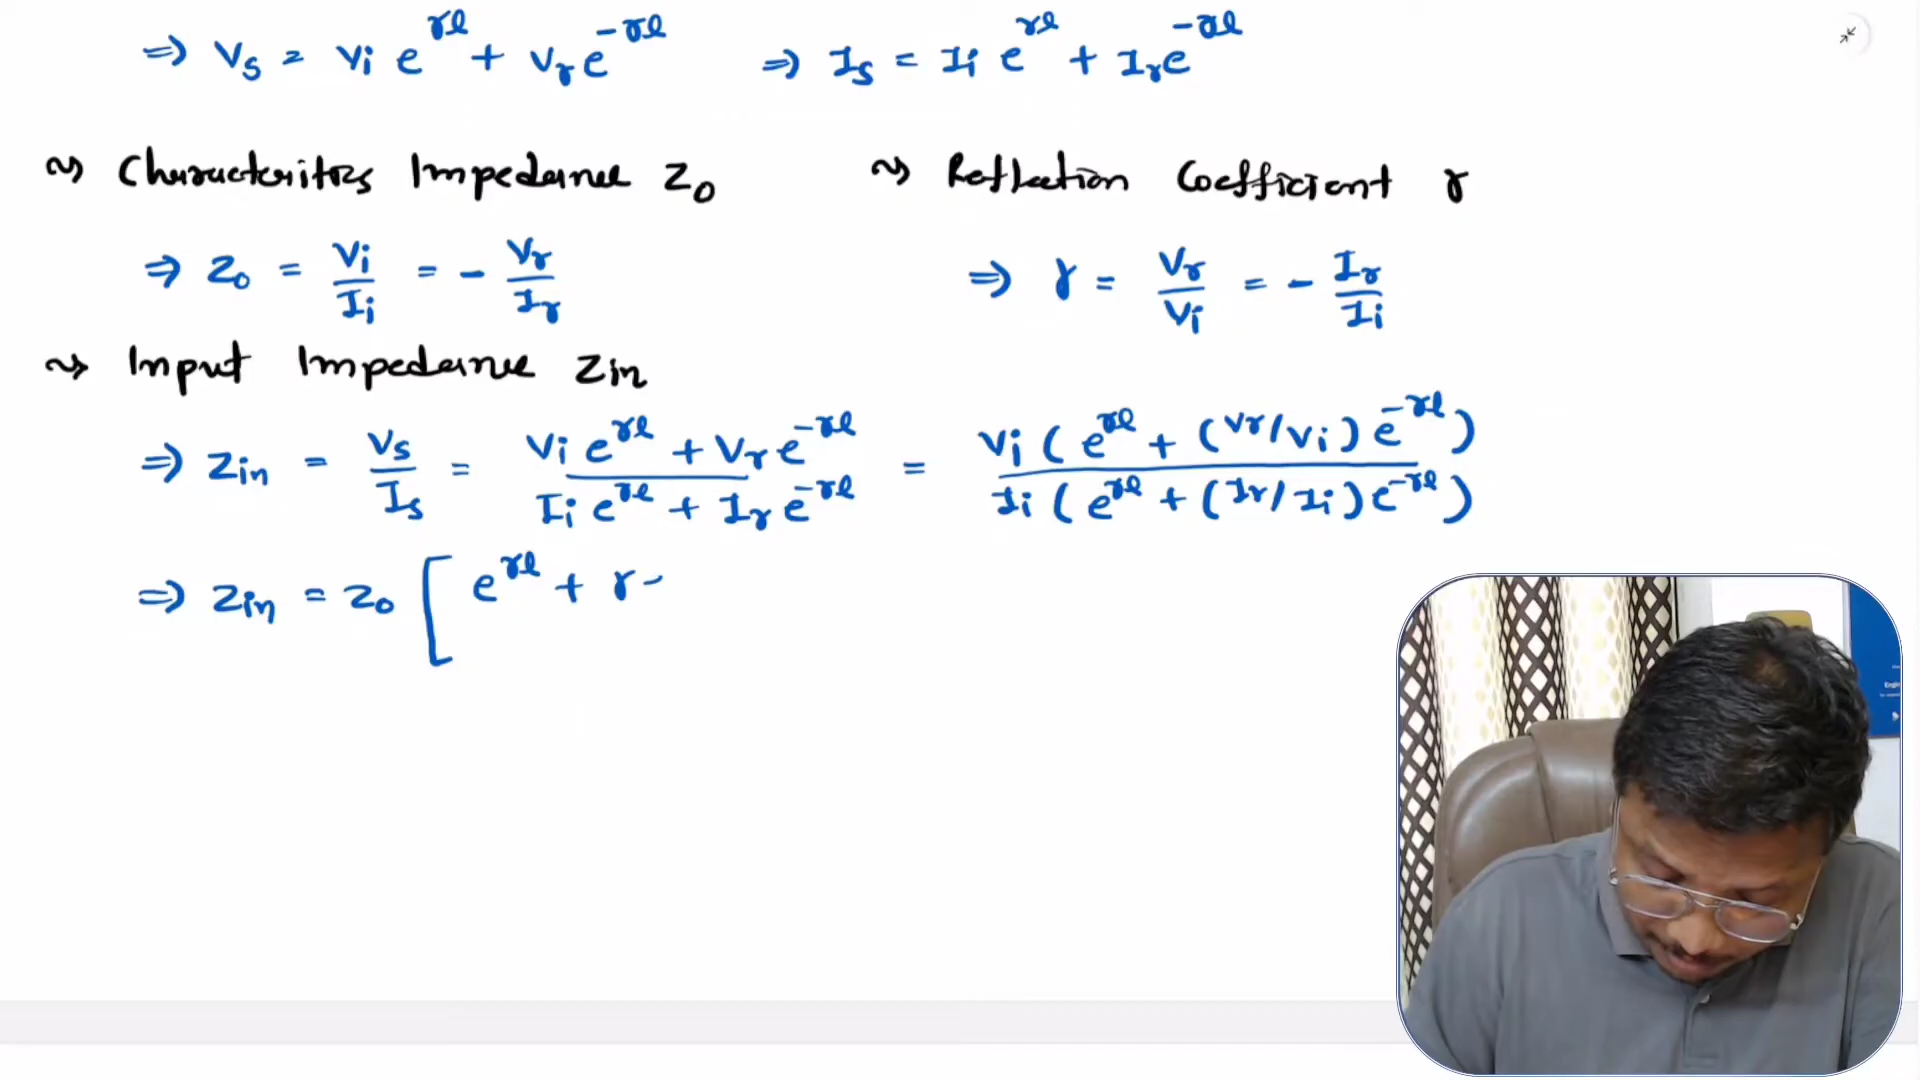 ⇒ Vs = Vi e^γl + Vr e^-γl ⇒ Is = Ii e^γl + Ir e^-γl
~> Characteritics Impedance Z0 ~> Reflection Coefficient r
⇒ Z0 = Vi/Ii = - Vr/Ir ⇒ r = Vr/Vi = - Ir/Ii
~> Input Impedance Zin
⇒ Zin = Vs/Is = (Vi e^γl + Vr e^-γl)/(Ii e^γl + Ir e^-γl) = Vi ( e^γl + (Vr/Vi) e^-γl )/Ii ( e^γl + (Ir/Ii) e^-γl )
⇒ Zin = Z0 [ e^γl + r -